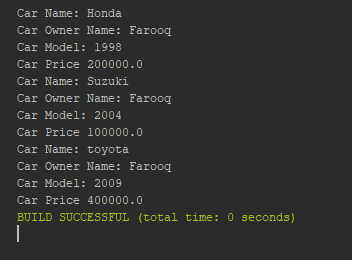 Car Name: Honda
Car Owner Name: Farooq
Car Model: 1998
Car Price 200000.0
Car Name: Suzuki
Car Owner Name: Farooq
Car Model: 2004
Car Price 100000.0
Car Name: toyota
Car Owner Name: Farooq
Car Model: 2009
Car Price 400000.0
BUILD SUCCESSFUL (total time: 0 seconds)